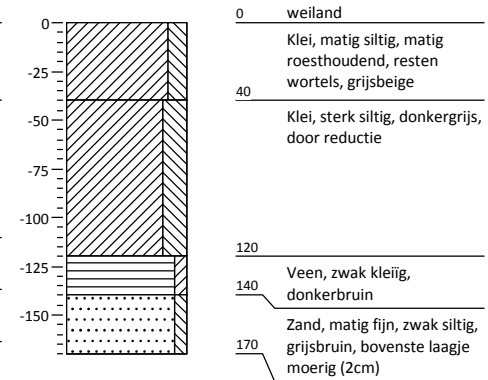 0
-25
-50
-75
-100
-125
-150
0 weiland
Klei, matig siltig, matig
roesthoudend, resten
wortels, grijsbeige
40
Klei, sterk siltig, donkergrijs,
door reductie
120
Veen, zwak kleiïg,
donkerbruin
140
Zand, matig fijn, zwak siltig,
grijsbruin, bovenste laagje
moerig (2cm)
170